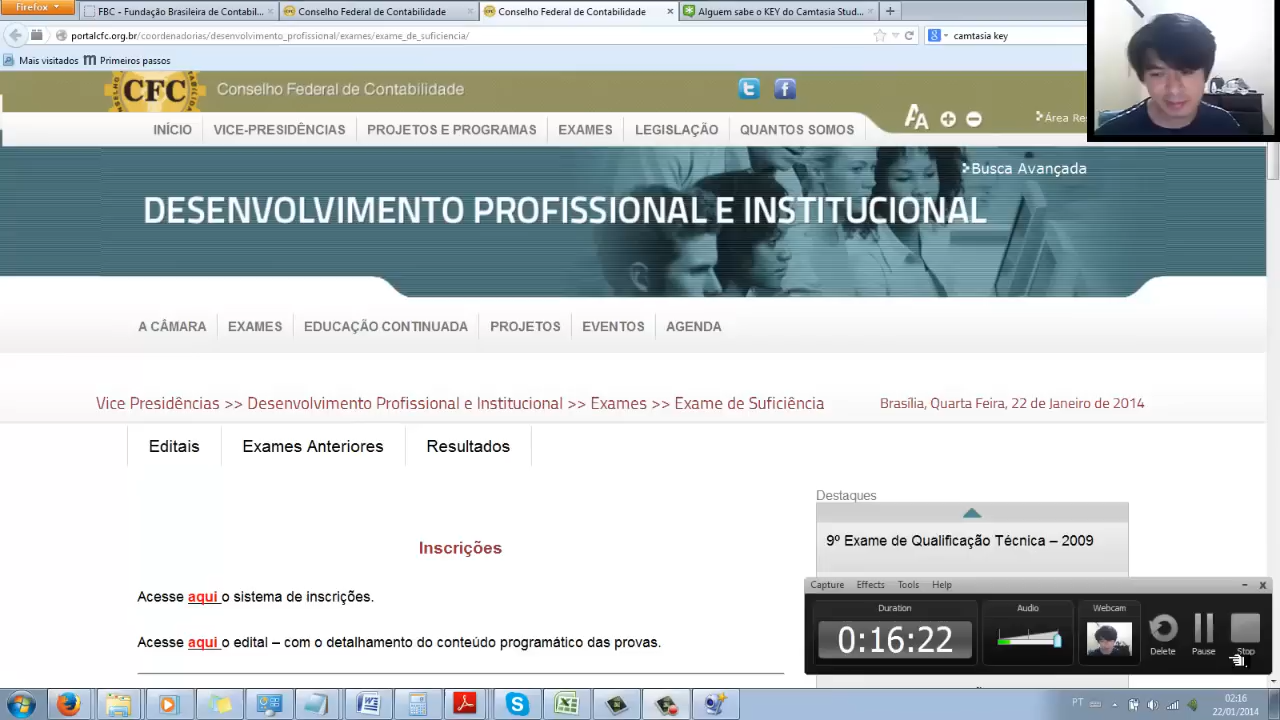 Firefox
FBC - Fundação Brasileira de Contabil...
Conselho Federal de Contabilidade
Conselho Federal de Contabilidade
Alguem sabe o KEY do Camtasia Stud...
portalcfc.org.br/coordenadorias/desenvolvimento_profissional/exames/exame_de_suficiencia/
camtasia key
Mais visitados
Primeiros passos
CFC
Conselho Federal de Contabilidade
INÍCIO VICE-PRESIDÊNCIAS PROJETOS E PROGRAMAS EXAMES LEGISLAÇÃO QUANTOS SOMOS
AA
Área Re
Busca Avançada
DESENVOLVIMENTO PROFISSIONAL E INSTITUCIONAL
A CÂMARA EXAMES EDUCAÇÃO CONTINUADA PROJETOS EVENTOS AGENDA
Vice Presidências >> Desenvolvimento Profissional e Institucional >> Exames >> Exame de Suficiência
Brasília, Quarta Feira, 22 de Janeiro de 2014
Editais Exames Anteriores Resultados
Destaques
9º Exame de Qualificação Técnica – 2009
Inscrições
Acesse aqui o sistema de inscrições.
Acesse aqui o edital – com o detalhamento do conteúdo programático das provas.
Capture Effects Tools Help
Duration Audio Webcam
0:16:22
Delete Pause Stop
PT
02:16
22/01/2014